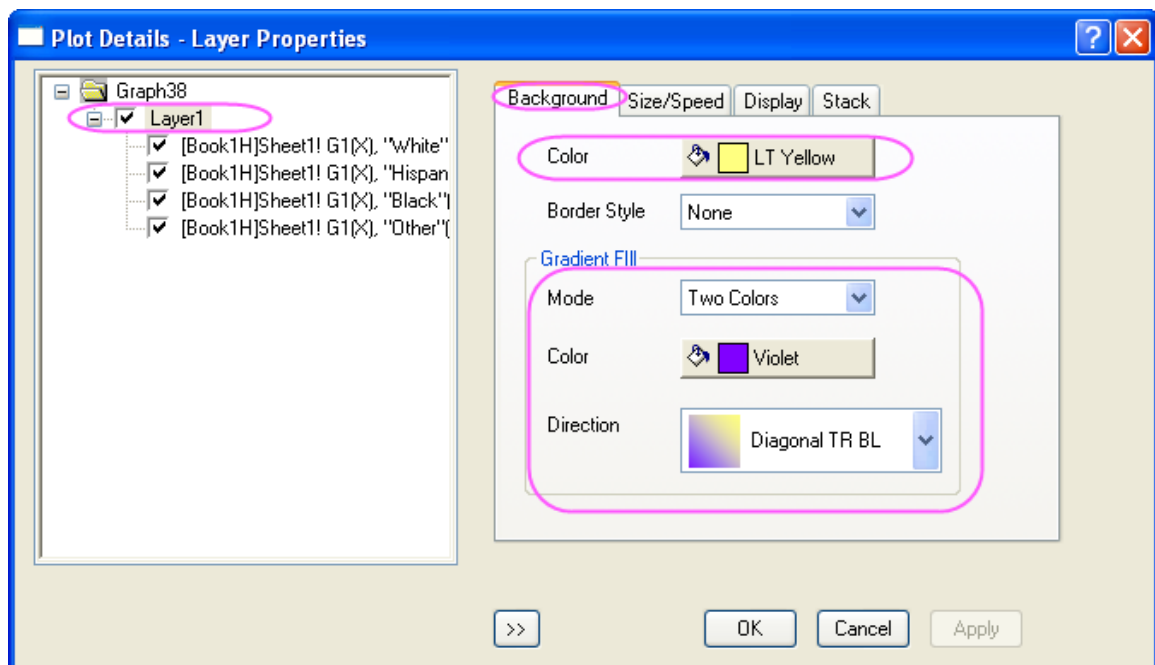 Plot Details - Layer Properties
Graph38
Layer1
[Book1H]Sheet1! G1(X), "White"
[Book1H]Sheet1! G1(X), "Hispan
[Book1H]Sheet1! G1(X), "Black"(
[Book1H]Sheet1! G1(X), "Other"(
Background
Size/Speed
Display
Stack
Color
LT Yellow
Border Style
None
Gradient FIll
Mode
Two Colors
Color
Violet
Direction
Diagonal TR BL
>>
OK
Cancel
Apply